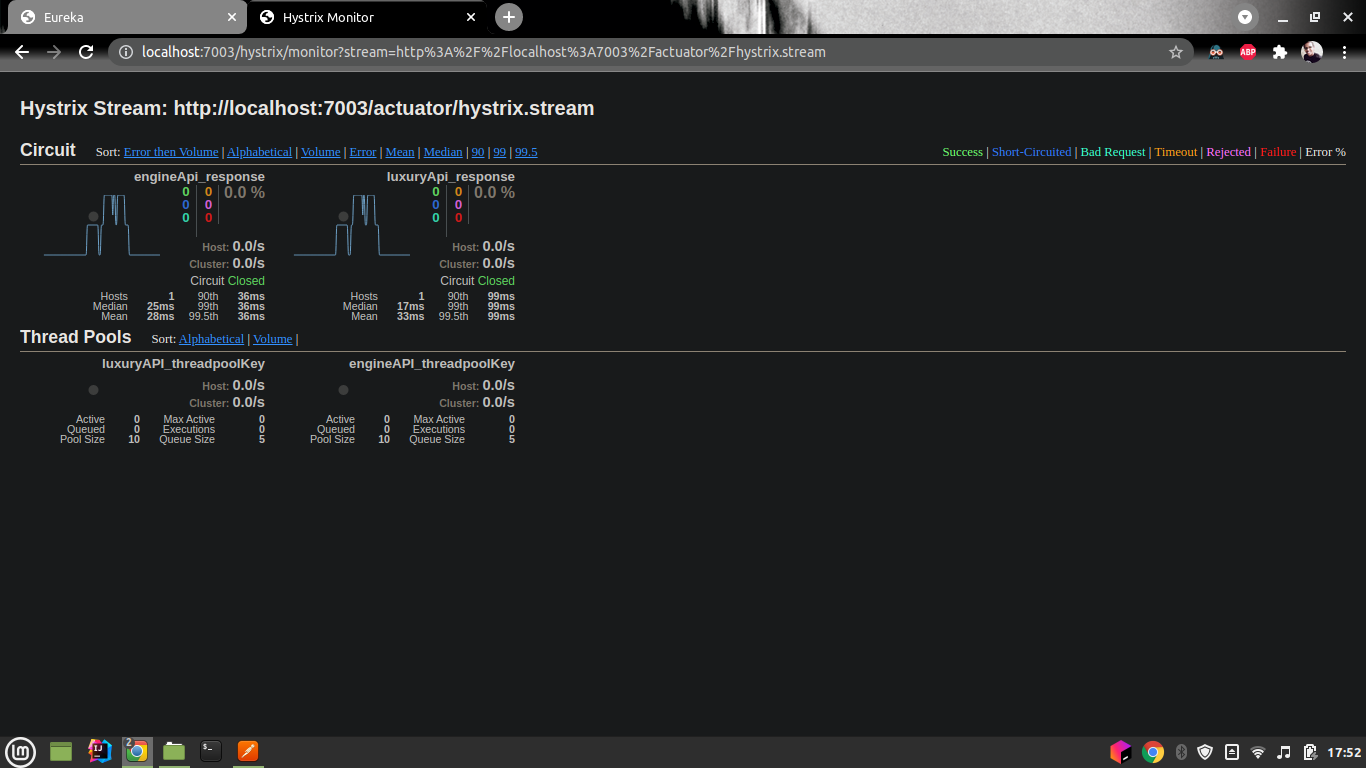 Eureka
Hystrix Monitor
localhost:7003/hystrix/monitor?stream=http%3A%2F%2Flocalhost%3A7003%2Factuator%2Fhystrix.stream
ABP
Hystrix Stream: http://localhost:7003/actuator/hystrix.stream
Circuit Sort: Error then Volume | Alphabetical | Volume | Error | Mean | Median | 90 | 99 | 99.5
Success | Short-Circuited | Bad Request | Timeout | Rejected | Failure | Error %
engineApi_response
0 0 0.0 %
0 0
0 0
Host: 0.0/s
Cluster: 0.0/s
Circuit Closed
Hosts 1 90th 36ms
Median 25ms 99th 36ms
Mean 28ms 99.5th 36ms
luxuryApi_response
0 0 0.0 %
0 0
0 0
Host: 0.0/s
Cluster: 0.0/s
Circuit Closed
Hosts 1 90th 99ms
Median 17ms 99th 99ms
Mean 33ms 99.5th 99ms
Thread Pools Sort: Alphabetical | Volume |
luxuryAPI_threadpoolKey
Host: 0.0/s
Cluster: 0.0/s
Active 0 Max Active 0
Queued 0 Executions 0
Pool Size 10 Queue Size 5
engineAPI_threadpoolKey
Host: 0.0/s
Cluster: 0.0/s
Active 0 Max Active 0
Queued 0 Executions 0
Pool Size 10 Queue Size 5
IJ
2
$_
17:52